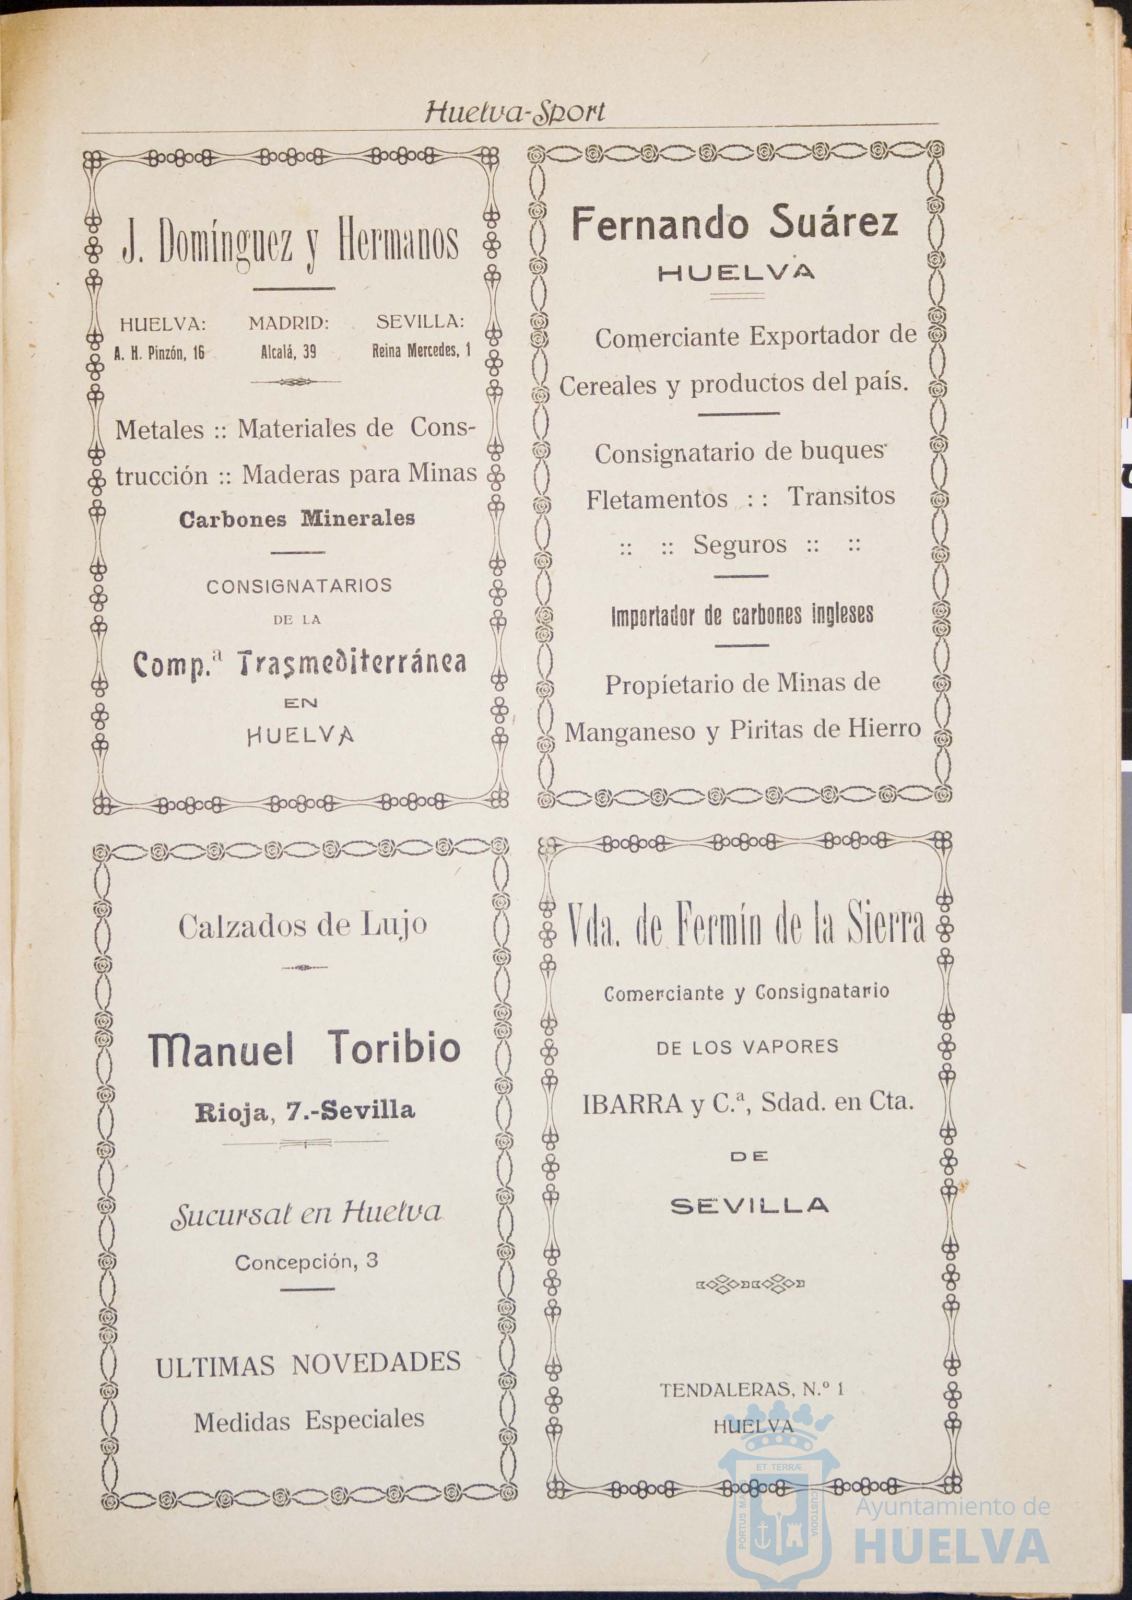 Huelva-Sport
J. Domínguez y Hermanos
HUELVA: MADRID: SEVILLA:
A. H. Pinzón, 16 Alcalá, 39 Reina Mercedes, 1
Metales :: Materiales de Cons-
trucción :: Maderas para Minas
Carbones Minerales
CONSIGNATARIOS
DE LA
Comp.ª Trasmediterránea
EN
HUELVA
Fernando Suárez
HUELVA
Comerciante Exportador de
Cereales y productos del país.
Consignatario de buques
Fletamentos :: Transitos
:: :: Seguros :: ::
Importador de carbones ingleses
Propietario de Minas de
Manganeso y Piritas de Hierro
Calzados de Lujo
Manuel Toribio
Rioja, 7.-Sevilla
Sucursal en Huelva
Concepción, 3
ULTIMAS NOVEDADES
Medidas Especiales
Vda. de Fermín de la Sierra
Comerciante y Consignatario
DE LOS VAPORES
IBARRA y C.ª, Sdad. en Cta.
DE
SEVILLA
TENDALERAS, N.º 1
HUELVA
PORTUS MARIS ET TERRÆ CUSTODIA
Ayuntamiento de
HUELVA